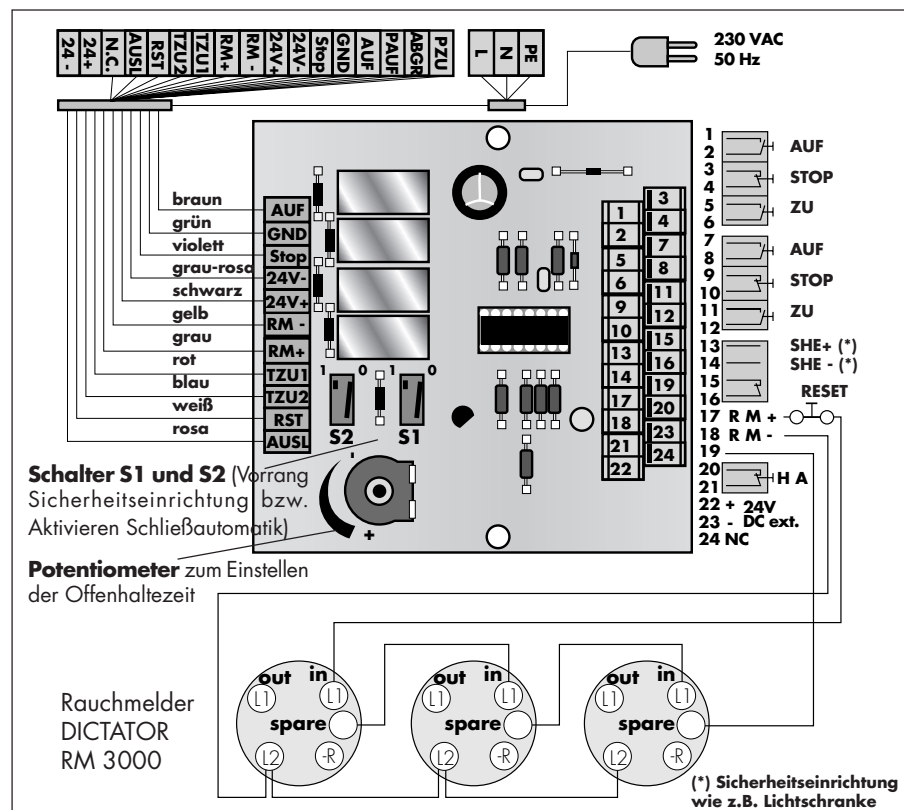 24-
24+
N.C.
AUSL
RST
TZU2
TZU1
RM+
RM -
24V+
24V-
Stop
GND
AUF
PAUF
ABGR
PZU
L
N
PE
230 VAC
50 Hz
braun
grün
violett
grau-rosa
schwarz
gelb
grau
rot
blau
weiß
rosa
AUF
GND
Stop
24V-
24V+
RM -
RM+
TZU1
TZU2
RST
AUSL
1 0
1 0
S2
S1
-
+
1
2
5
6
9
10
13
14
17
18
21
22
3
4
7
8
11
12
15
16
19
20
23
24
1
2
AUF
3
4
STOP
5
6
ZU
7
8
AUF
9
10
STOP
11
12
ZU
13 SHE+ (*)
14 SHE - (*)
15
16
RESET
17 R M +
18 R M -
19
20
21
H A
22 + 24V
23 - DC ext.
24 NC
Schalter S1 und S2 (Vorrang
Sicherheitseinrichtung bzw.
Aktivieren Schließautomatik)
Potentiometer zum Einstellen
der Offenhaltezeit
Rauchmelder
DICTATOR
RM 3000
out in
L1 L1
spare
L2 -R
out in
L1 L1
spare
L2 -R
out in
L1 L1
spare
L2 -R
(*) Sicherheitseinrichtung
wie z.B. Lichtschranke